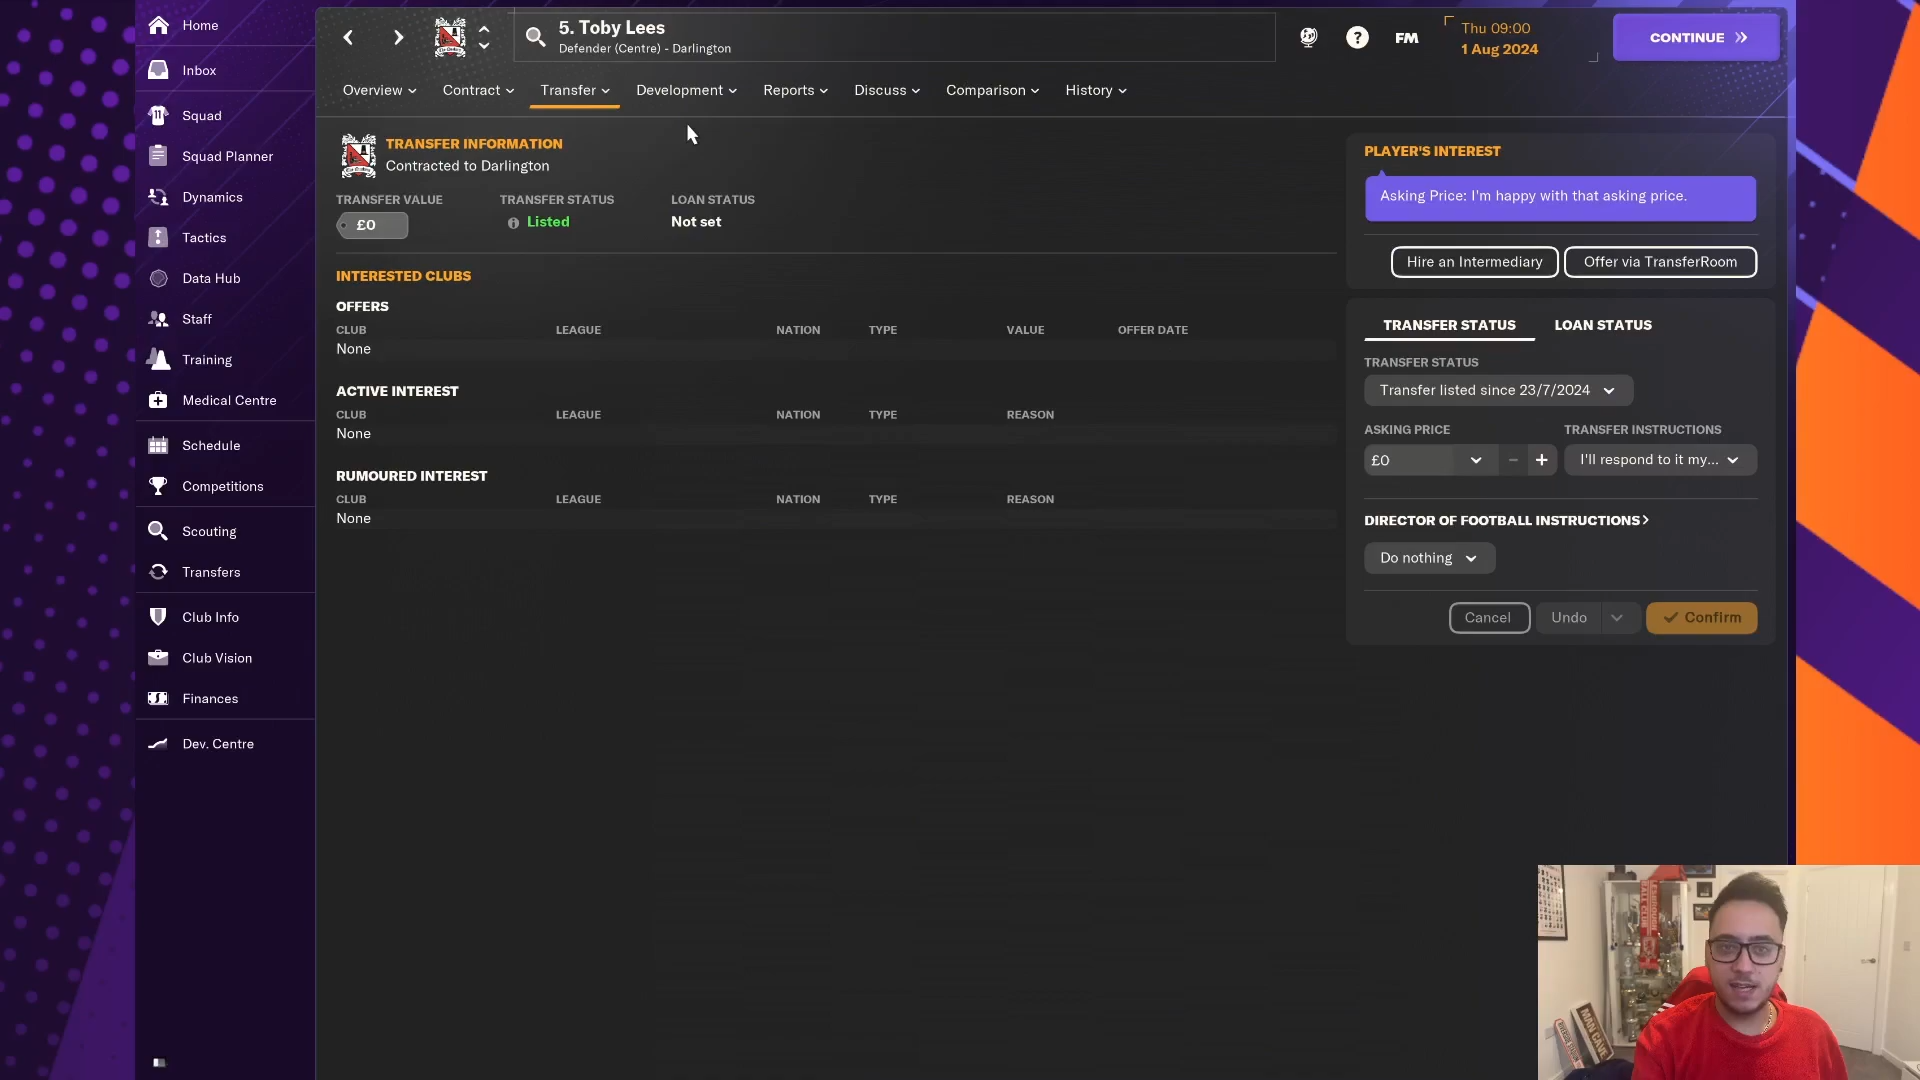 Home
Inbox
Squad
Squad Planner
Dynamics
Tactics
Data Hub
Staff
Training
Medical Centre
Schedule
Competitions
Scouting
Transfers
Club Info
Club Vision
Finances
Dev. Centre
5. Toby Lees
Defender (Centre) - Darlington
FM
Thu 09:00
1 Aug 2024
CONTINUE
Overview
Contract
Transfer
Development
Reports
Discuss
Comparison
History
TRANSFER INFORMATION
Contracted to Darlington
TRANSFER VALUE TRANSFER STATUS LOAN STATUS
£0 Listed Not set
INTERESTED CLUBS
OFFERS
CLUB LEAGUE NATION TYPE VALUE OFFER DATE
None
ACTIVE INTEREST
CLUB LEAGUE NATION TYPE REASON
None
RUMOURED INTEREST
CLUB LEAGUE NATION TYPE REASON
None
PLAYER'S INTEREST
Asking Price: I'm happy with that asking price.
Hire an Intermediary Offer via TransferRoom
TRANSFER STATUS LOAN STATUS
TRANSFER STATUS
Transfer listed since 23/7/2024
ASKING PRICE TRANSFER INSTRUCTIONS
£0 - + I'll respond to it my...
DIRECTOR OF FOOTBALL INSTRUCTIONS>
Do nothing
Cancel Undo Confirm
MAN CAVE